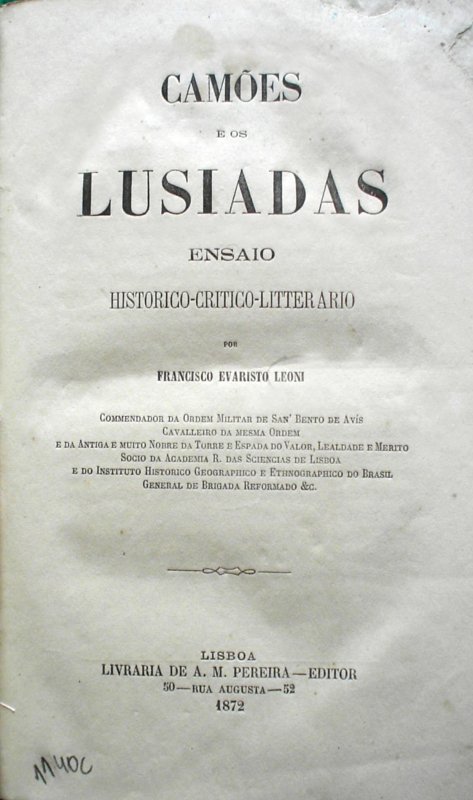 CAMÕES
E OS
LUSIADAS
ENSAIO
HISTORICO-CRITICO-LITTERARIO
POR
FRANCISCO EVARISTO LEONI
COMMENDADOR DA ORDEM MILITAR DE SAN' BENTO DE AVÍS
CAVALLEIRO DA MESMA ORDEM
E DA ANTIGA E MUITO NOBRE DA TORRE E ESPADA DO VALOR, LEALDADE E MERITO
SOCIO DA ACADEMIA R. DAS SCIENCIAS DE LISBOA
E DO INSTITUTO HISTORICO GEOGRAPHICO E ETHNOGRAPHICO DO BRASIL
GENERAL DE BRIGADA REFORMADO &C.
LISBOA
LIVRARIA DE A. M. PEREIRA—EDITOR
50—RUA AUGUSTA—52
1872